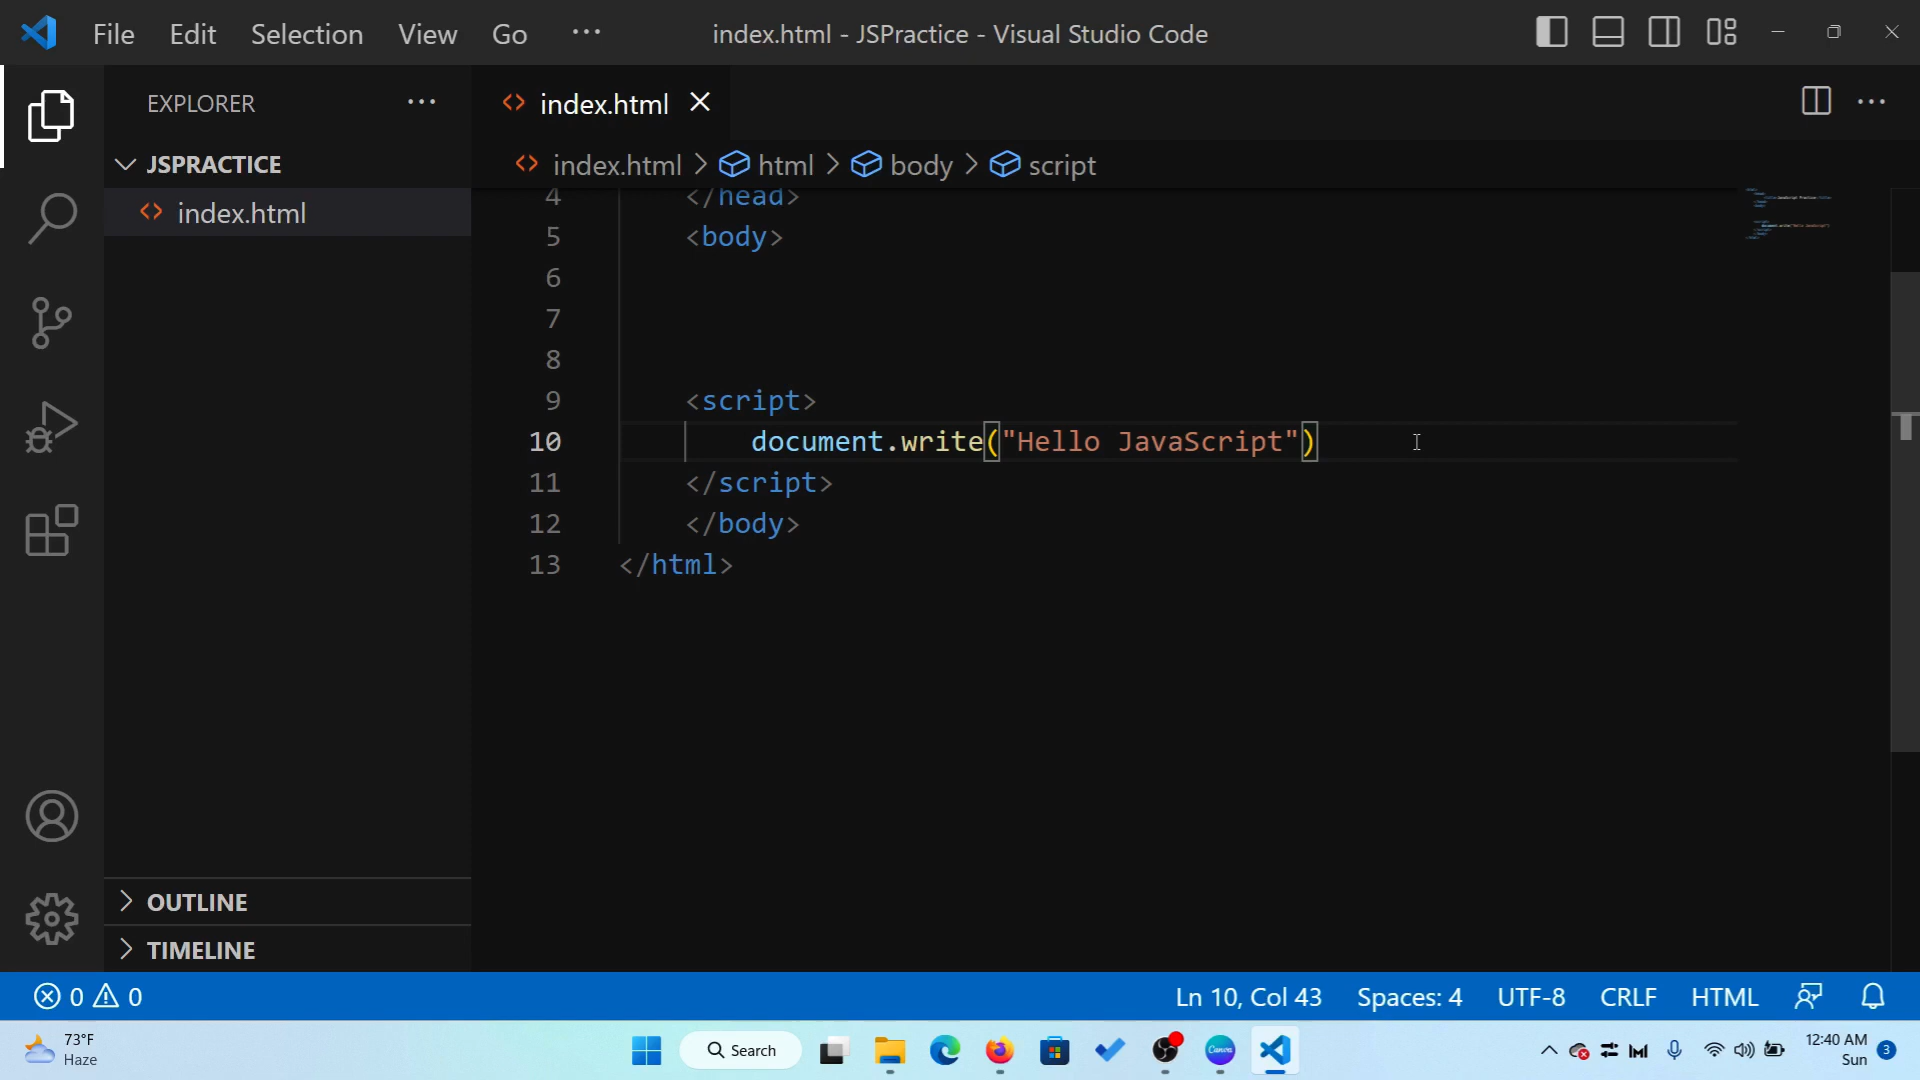 File Edit Selection View Go ··· index.html - JSPractice - Visual Studio Code
EXPLORER ···
index.html
JSPRACTICE
index.html > html > body > script
index.html
4 </head>
5 <body>
6
7
8
9 <script>
10 document.write("Hello JavaScript")
11 </script>
12 </body>
13 </html>
OUTLINE
TIMELINE
0 0 Ln 10, Col 43 Spaces: 4 UTF-8 CRLF HTML
73°F
Haze
Search
Canva
12:40 AM
Sun
3